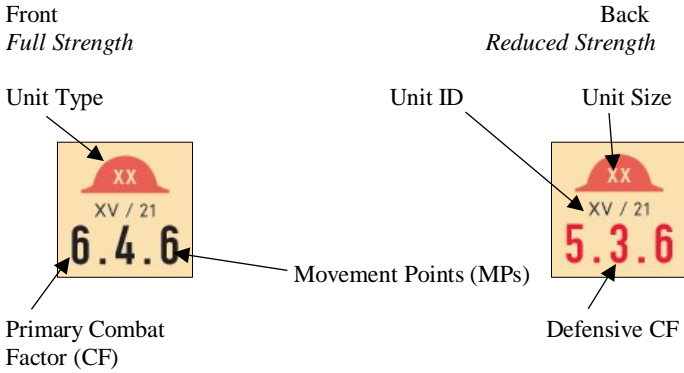 Front
Back
Full Strength
Reduced Strength
Unit Type
Unit ID
Unit Size
XX
XX
XV / 21
XV / 21
6.4.6
5.3.6
Movement Points (MPs)
Primary Combat
Factor (CF)
Defensive CF